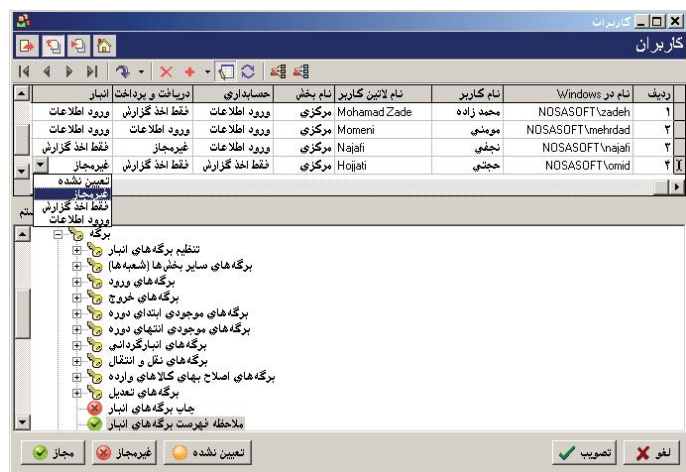 کاربران
کاربران
ردیف نام در Windows نام کاربر نام لاتین کاربر نام بخش حسابداری دریافت و پرداخت انبار
۱ NOSASOFT\zadeh محمد زاده Mohamad Zade مرکزی ورود اطلاعات فقط اخذ گزارش ورود اطلاعات
۲ NOSASOFT\mehrdad مومنی Momeni مرکزی ورود اطلاعات ورود اطلاعات ورود اطلاعات
۳ NOSASOFT\najafi نجفی Najafi مرکزی ورود اطلاعات غیرمجاز فقط اخذ گزارش
۴ NOSASOFT\omid حجتی Hojjati مرکزی فقط اخذ گزارش فقط اخذ گزارش غیرمجاز
تعیین نشده
غیرمجاز
فقط اخذ گزارش
ورود اطلاعات
برگه
تنظیم برگه های انبار
برگه های سایر بخش ها (شعبه ها)
برگه های ورود
برگه های خروج
برگه های موجودی ابتدای دوره
برگه های موجودی انتهای دوره
برگه های انبارگردانی
برگه های نقل و انتقال
برگه های اصلاح بهای کالاهای وارده
برگه های تعدیل
چاپ برگه های انبار
ملاحظه فهرست برگه های انبار
لغو تصویب تعیین نشده غیرمجاز مجاز